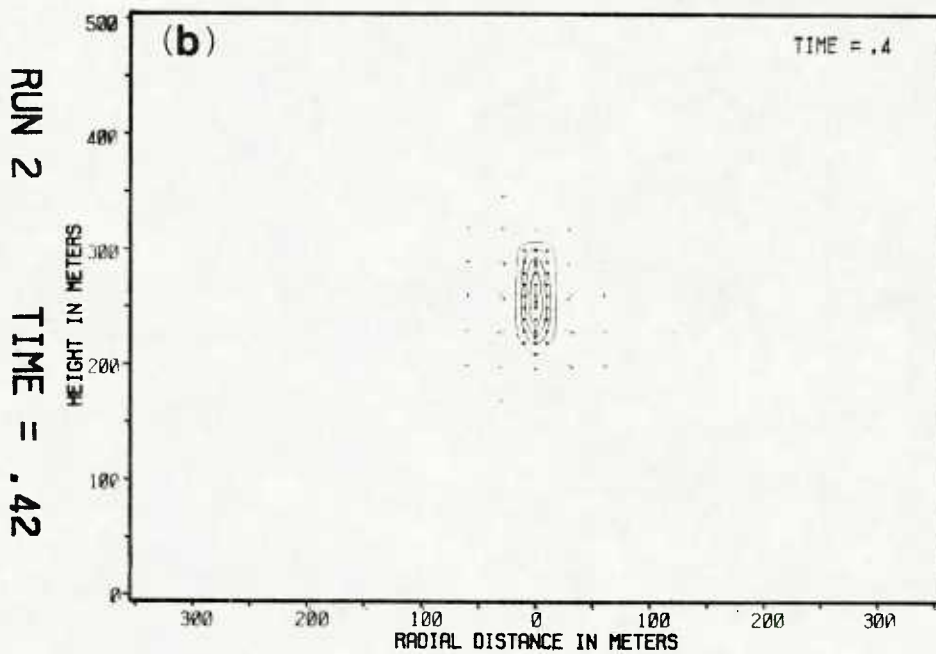 RUN 2 TIME = .42
(b)
TIME = .4
HEIGHT IN METERS
500
400
300
200
100
0
300 200 100 0 100 200 300
RADIAL DISTANCE IN METERS